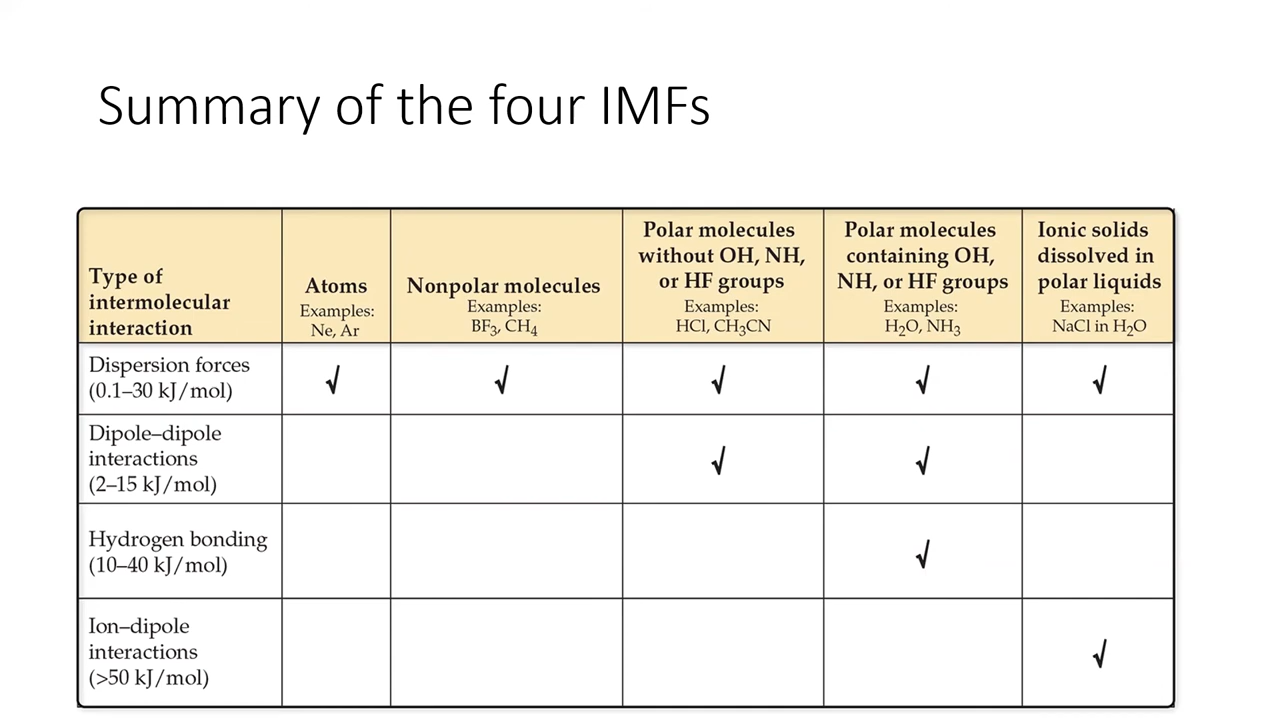 Summary of the four IMFs
Type of
intermolecular
interaction
Atoms
Examples:
Ne, Ar
Nonpolar molecules
Examples:
BF₃, CH₄
Polar molecules
without OH, NH,
or HF groups
Examples:
HCl, CH₃CN
Polar molecules
containing OH,
NH, or HF groups
Examples:
H₂O, NH₃
Ionic solids
dissolved in
polar liquids
Examples:
NaCl in H₂O
Dispersion forces
(0.1–30 kJ/mol)
√ √ √ √ √
Dipole–dipole
interactions
(2–15 kJ/mol)
√ √
Hydrogen bonding
(10–40 kJ/mol)
√
Ion–dipole
interactions
(>50 kJ/mol)
√